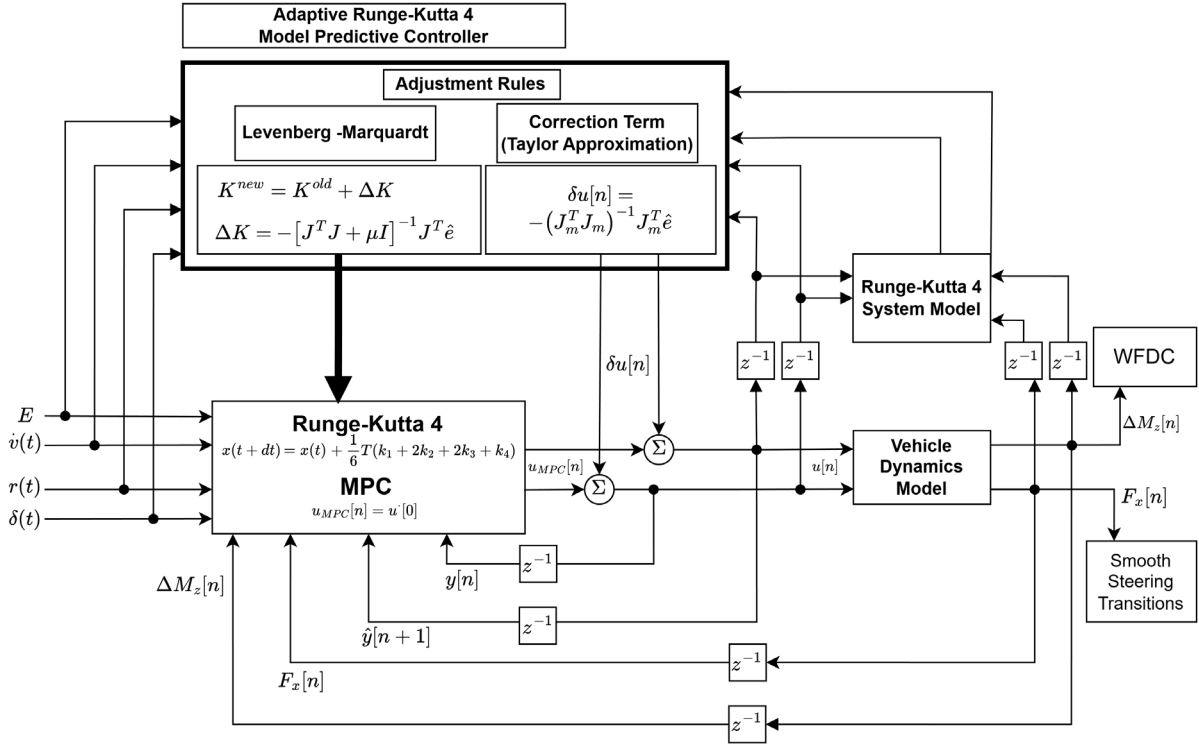 Adaptive Runge-Kutta 4
Model Predictive Controller
Adjustment Rules
Levenberg -Marquardt
Correction Term
(Taylor Approximation)
K^{new} = K^{old} + ΔK
ΔK = −[J^T J + μI]^{−1} J^T ê
δu[n] =
−(J_m^T J_m)^{−1} J_m^T ê
Runge-Kutta 4
System Model
z^{−1}
z^{−1}
z^{−1}
z^{−1}
WFDC
δu[n]
ΔM_z[n]
E
v̇(t)
r(t)
δ(t)
Runge-Kutta 4
x(t + dt) = x(t) + \frac{1}{6}T(k_1 + 2k_2 + 2k_3 + k_4)
MPC
u_{MPC}[n] = u^{·}[0]
Σ
u_{MPC}[n]
Σ
u[n]
Vehicle
Dynamics
Model
F_x[n]
Smooth
Steering
Transitions
ΔM_z[n]
z^{−1}
y[n]
z^{−1}
ŷ[n + 1]
z^{−1}
F_x[n]
z^{−1}